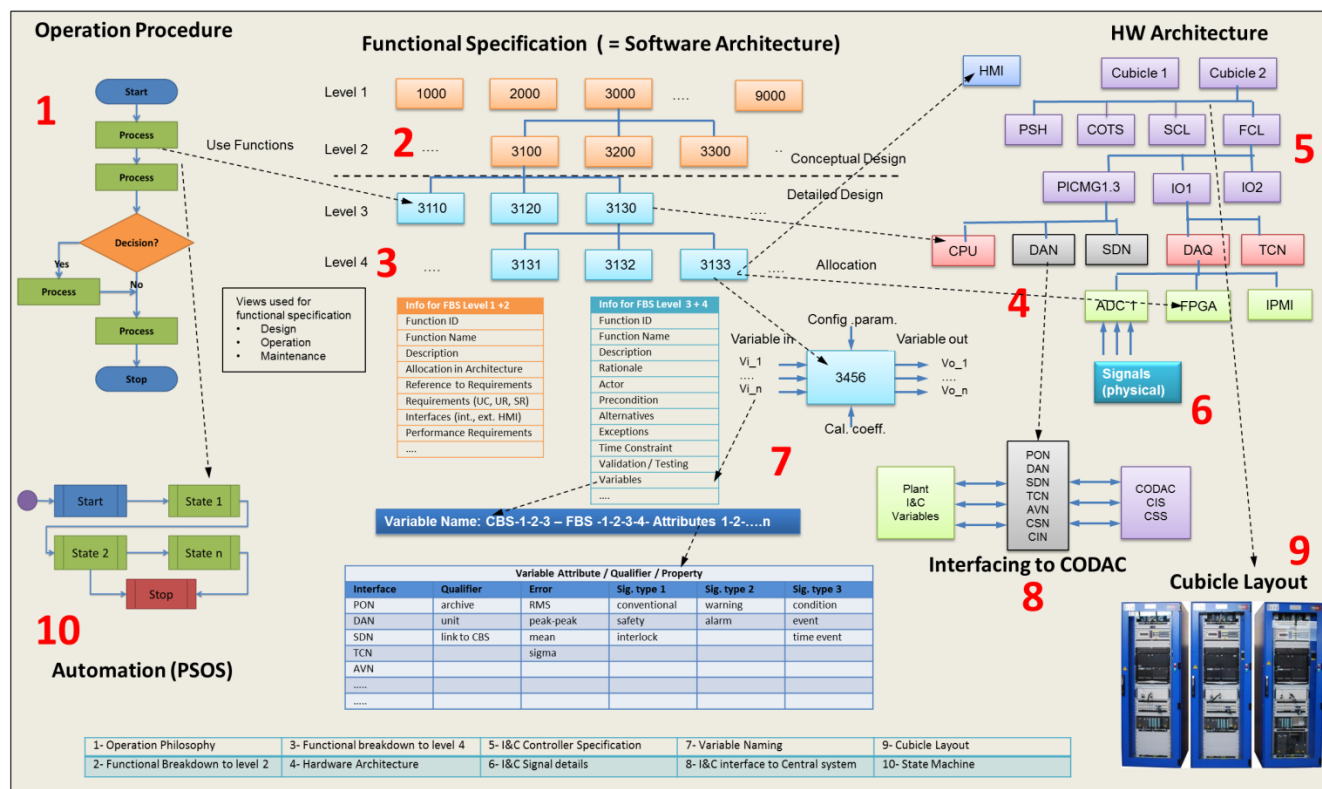 Operation Procedure
1
Start
Process
Process
Decision?
Yes
No
Process
Process
Stop
Use Functions
Views used for
functional specification
• Design
• Operation
• Maintenance
Functional Specification ( = Software Architecture)
Level 1
1000
2000
3000
....
9000
2
Level 2
....
3100
3200
3300
..
Conceptual Design
Detailed Design
Level 3
3110
3120
3130
....
3
Level 4
....
3131
3132
3133
....
Allocation
Info for FBS Level 1 +2
Function ID
Function Name
Description
Allocation in Architecture
Reference to Requirements
Requirements (UC, UR, SR)
Interfaces (int., ext. HMI)
Performance Requirements
....
Info for FBS Level 3 + 4
Function ID
Function Name
Description
Rationale
Actor
Precondition
Alternatives
Exceptions
Time Constraint
Validation / Testing
Variables
....
Config .param.
Variable in
Variable out
Vi_1
....
Vi_n
3456
Vo_1
....
Vo_n
Cal. coeff.
7
Variable Name: CBS-1-2-3 – FBS -1-2-3-4- Attributes 1-2-....n
Variable Attribute / Qualifier / Property
Interface Qualifier Error Sig. type 1 Sig. type 2 Sig. type 3
PON archive RMS conventional warning condition
DAN unit peak-peak safety alarm event
SDN link to CBS mean interlock time event
TCN sigma
AVN
.....
.....
HW Architecture
HMI
Cubicle 1
Cubicle 2
PSH
COTS
SCL
FCL
5
PICMG1.3
IO1
IO2
CPU
DAN
SDN
DAQ
TCN
4
ADC 1
FPGA
IPMI
Signals
(physical)
6
Plant
I&C
Variables
PON
DAN
SDN
TCN
AVN
CSN
CIN
CODAC
CIS
CSS
Interfacing to CODAC
8
9
Cubicle Layout
Start
State 1
State 2
State n
Stop
10
Automation (PSOS)
1- Operation Philosophy 3- Functional breakdown to level 4 5- I&C Controller Specification 7- Variable Naming 9- Cubicle Layout
2- Functional Breakdown to level 2 4- Hardware Architecture 6- I&C Signal details 8- I&C interface to Central system 10- State Machine